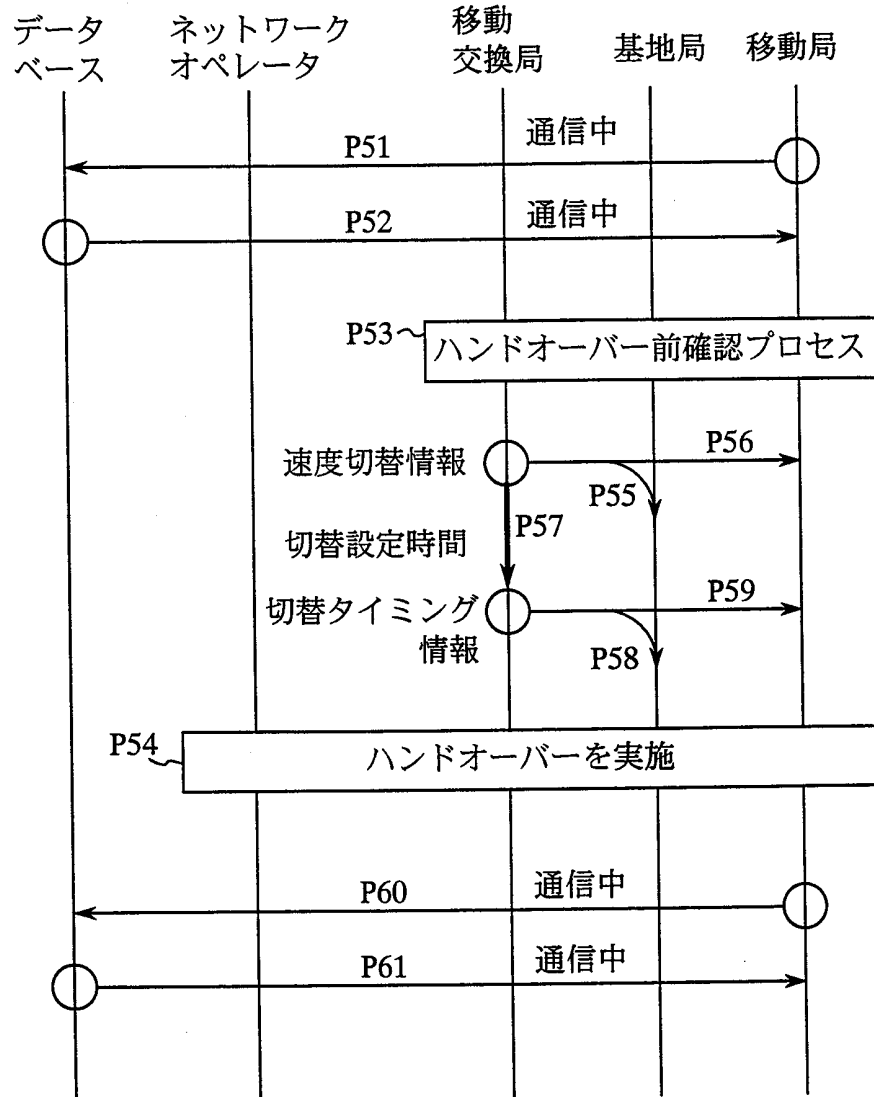 データ
ベース
ネットワーク
オペレータ
移動
交換局
基地局
移動局
P51
通信中
P52
通信中
P53
ハンドオーバー前確認プロセス
速度切替情報
P56
P55
P57
切替設定時間
切替タイミング
情報
P59
P58
P54
ハンドオーバーを実施
P60
通信中
P61
通信中